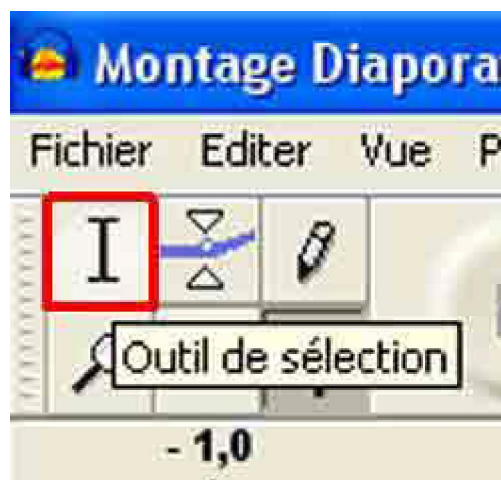 Montage Diapora
Fichier Editer Vue P
Outil de sélection
- 1,0